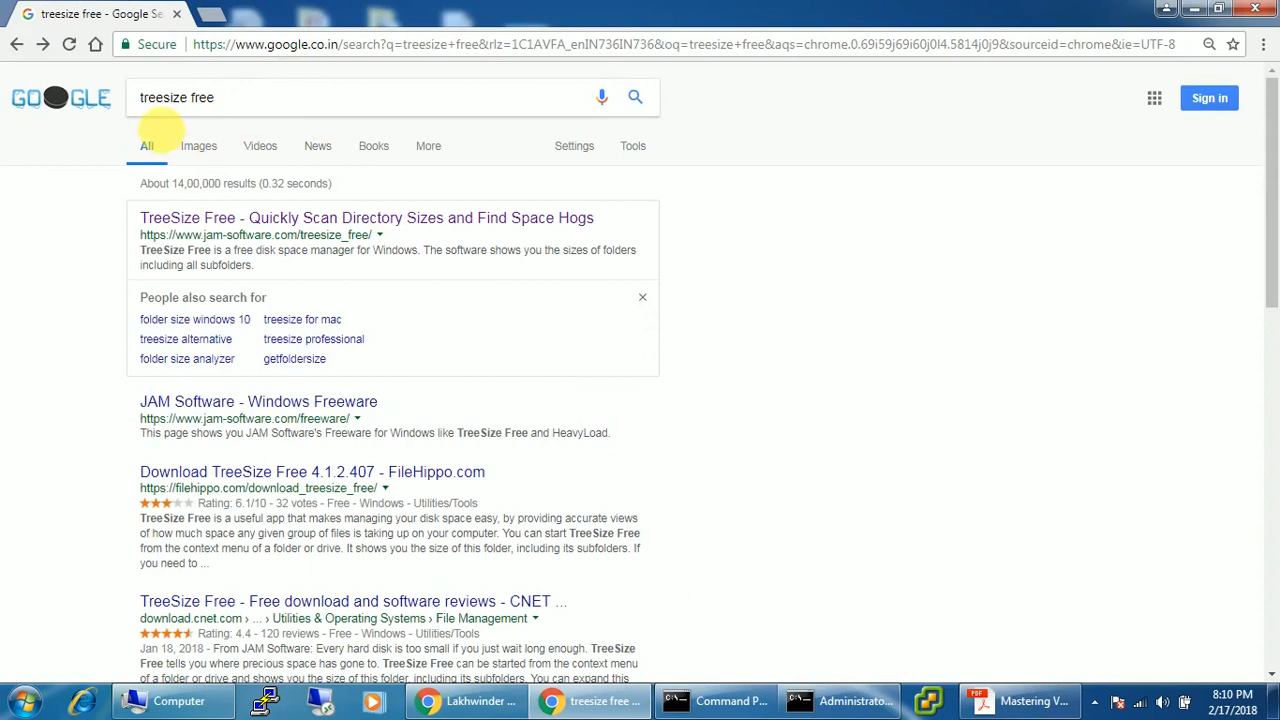 treesize free - Google Se
Secure
https://www.google.co.in/search?q=treesize+free&rlz=1C1AVFA_enIN736IN736&oq=treesize+free&aqs=chrome.0.69i59j69i60j0l4.5814j0j9&sourceid=chrome&ie=UTF-8
GOOGLE
treesize free
Sign in
All Images Videos News Books More Settings Tools
About 14,00,000 results (0.32 seconds)
TreeSize Free - Quickly Scan Directory Sizes and Find Space Hogs
https://www.jam-software.com/treesize_free/
TreeSize Free is a free disk space manager for Windows. The software shows you the sizes of folders
including all subfolders.
People also search for
folder size windows 10 treesize for mac
treesize alternative treesize professional
folder size analyzer getfoldersize
JAM Software - Windows Freeware
https://www.jam-software.com/freeware/
This page shows you JAM Software's Freeware for Windows like TreeSize Free and HeavyLoad.
Download TreeSize Free 4.1.2.407 - FileHippo.com
https://filehippo.com/download_treesize_free/
Rating: 6.1/10 - 32 votes - Free - Windows - Utilities/Tools
TreeSize Free is a useful app that makes managing your disk space easy, by providing accurate views
of how much space any given group of files is taking up on your computer. You can start TreeSize Free
from the context menu of a folder or drive. It shows you the size of this folder, including its subfolders. If
you need to ...
TreeSize Free - Free download and software reviews - CNET ...
download.cnet.com › ... › Utilities & Operating Systems › File Management
Rating: 4.4 - 120 reviews - Free - Windows - Utilities/Tools
Jan 18, 2018 - From JAM Software: Every hard disk is too small if you just wait long enough. TreeSize
Free tells you where precious space has gone to. TreeSize Free can be started from the context menu
of a folder or drive and shows you the size of this folder, including its subfolders. You can expand this
Computer
Lakhwinder ...
treesize free ...
Command P...
Administrato...
Mastering V...
8:10 PM
2/17/2018